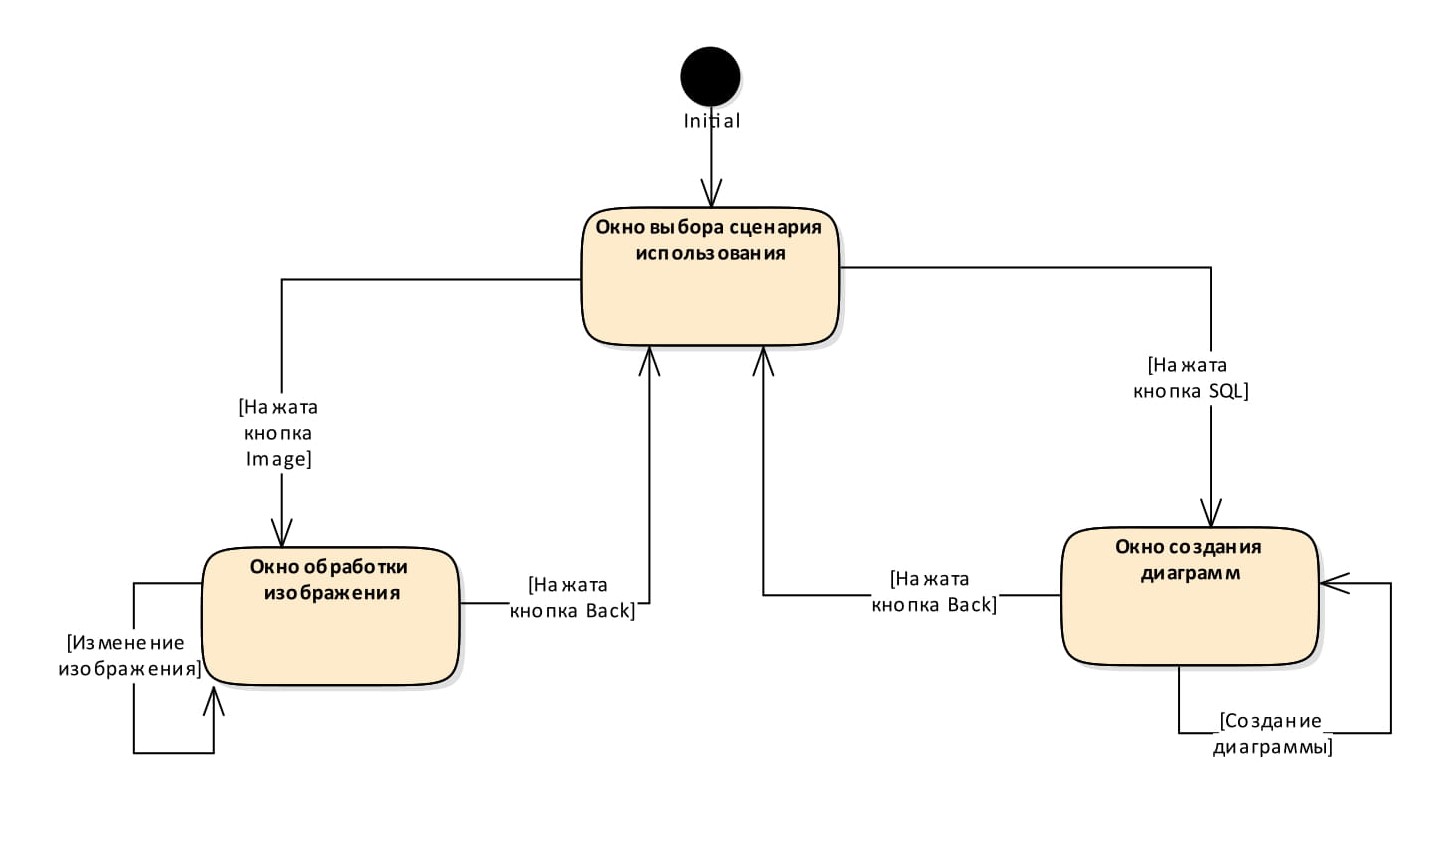 Initial
Окно выбора сценария
использования
[Нажата
кнопка SQL]
[Нажата
кнопка
Image]
Окно обработки
изображения
[Нажата
кнопка Back]
[Нажата
кнопка Back]
Окно создания
диаграмм
[Изменение
изображения]
[Создание
диаграммы]